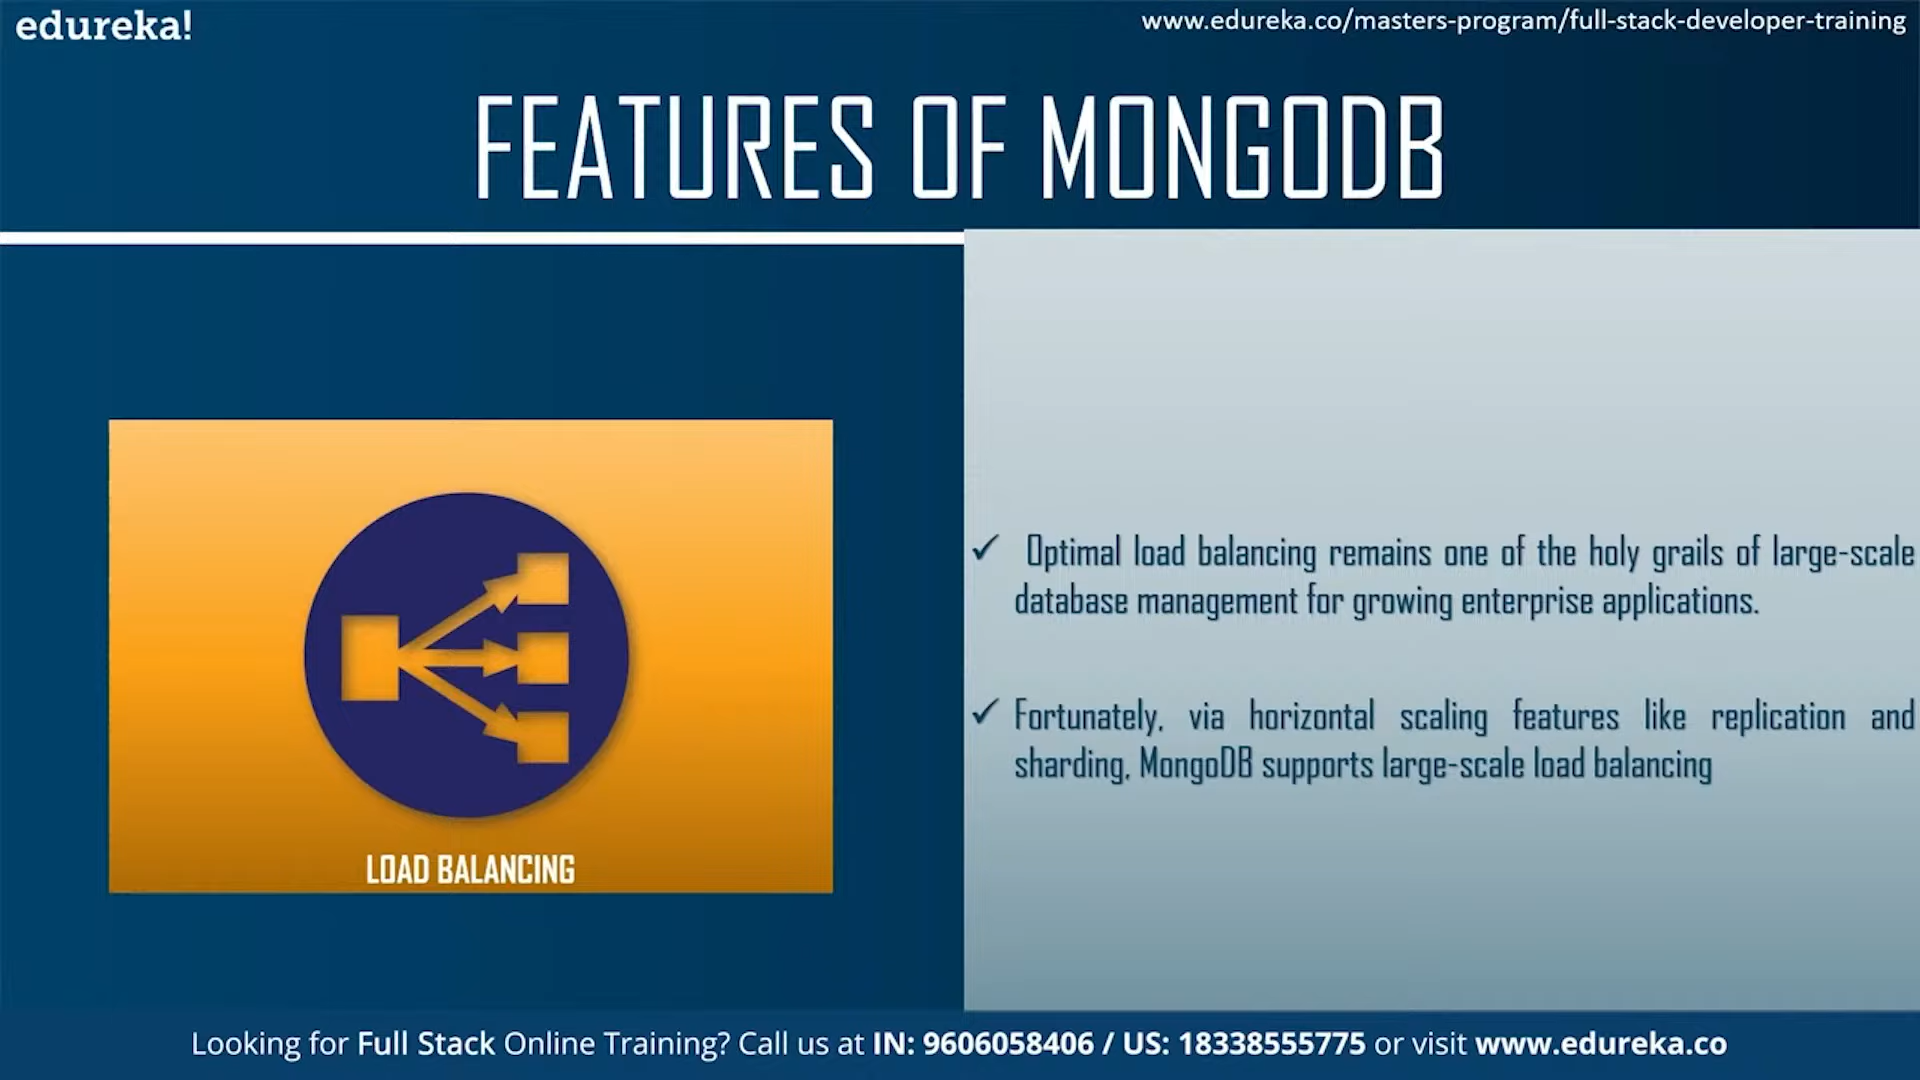 edureka!
www.edureka.co/masters-program/full-stack-developer-training
FEATURES OF MONGODB
✓ Optimal load balancing remains one of the holy grails of large-scale
database management for growing enterprise applications.
✓ Fortunately, via horizontal scaling features like replication and
sharding, MongoDB supports large-scale load balancing
LOAD BALANCING
Looking for Full Stack Online Training? Call us at IN: 9606058406 / US: 18338555775 or visit www.edureka.co